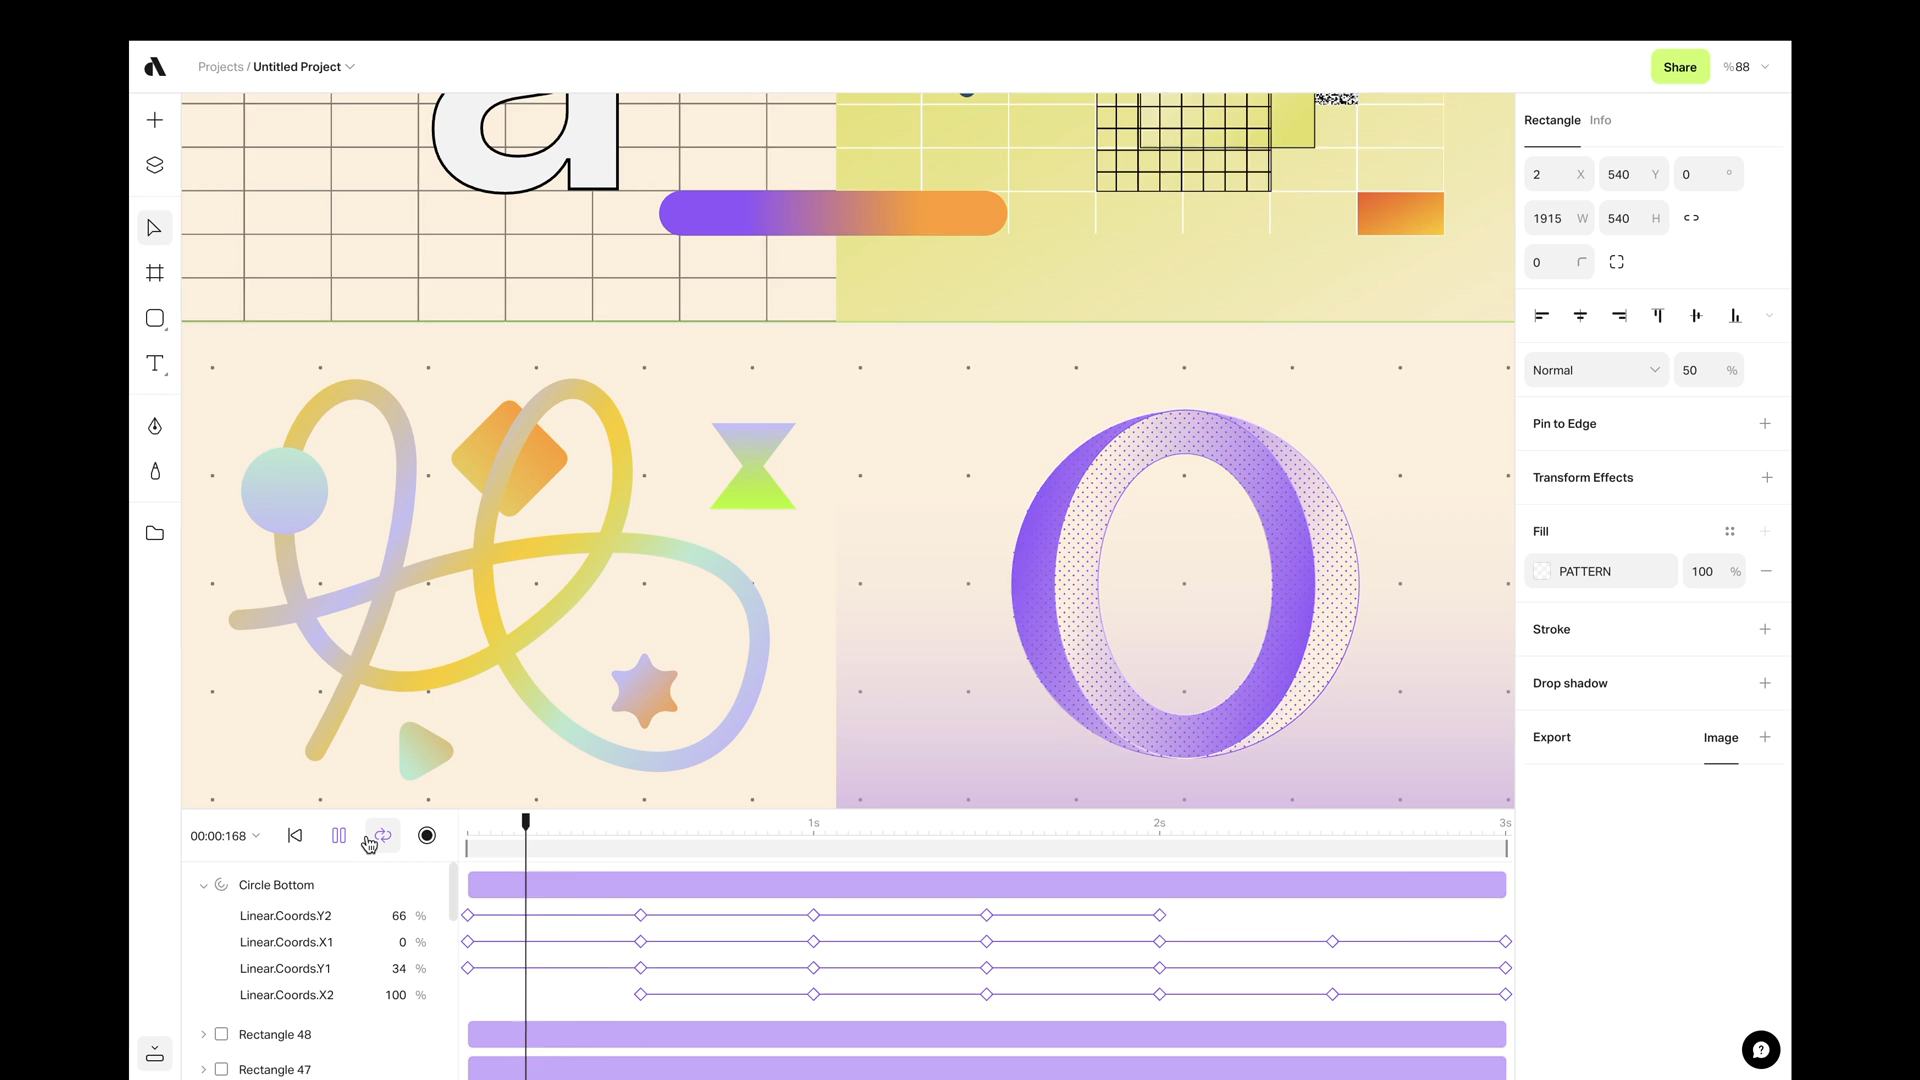 Projects / Untitled Project
Share
%88
a
Rectangle Info
2 X 540 Y 0 °
1915 W 540 H
0
Normal 50 %
Pin to Edge
Transform Effects
Fill
PATTERN 100 %
Stroke
Drop shadow
Export Image
O
00:00:168
1s 2s 3s
Circle Bottom
Linear.Coords.Y2 66 %
Linear.Coords.X1 0 %
Linear.Coords.Y1 34 %
Linear.Coords.X2 100 %
Rectangle 48
Rectangle 47